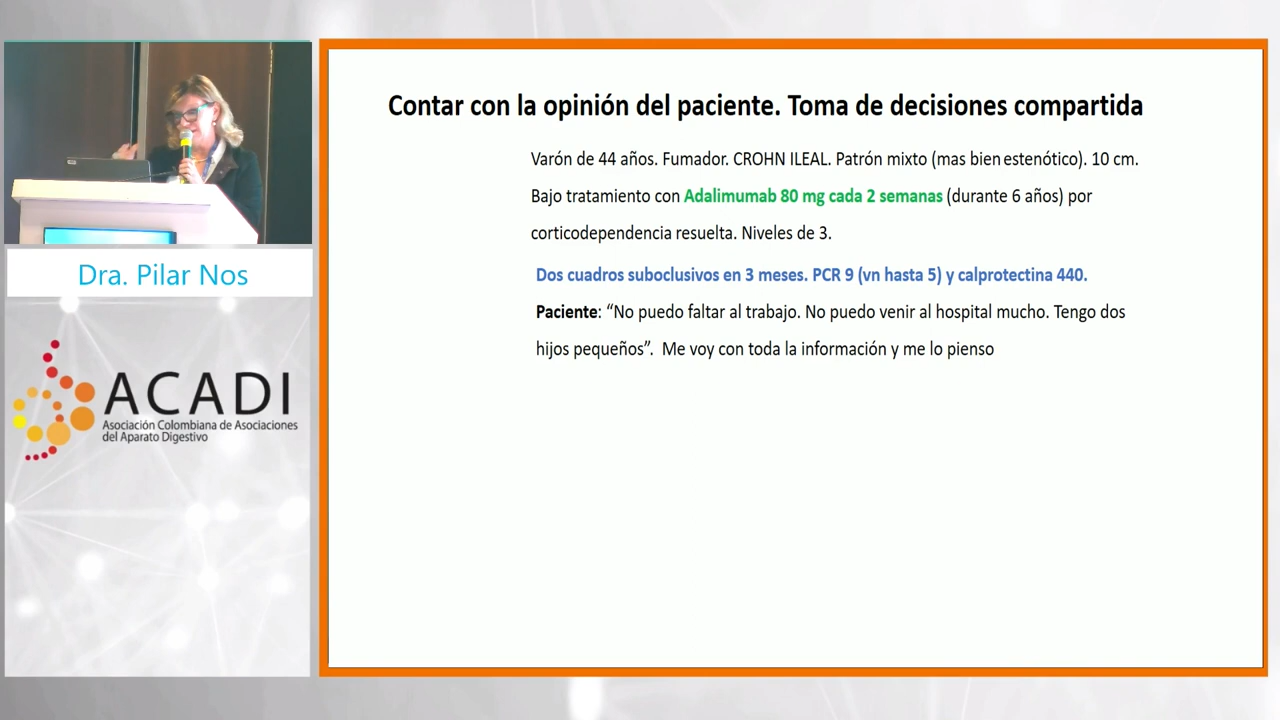 Contar con la opinión del paciente. Toma de decisiones compartida
Varón de 44 años. Fumador. CROHN ILEAL. Patrón mixto (mas bien estenótico). 10 cm.
Bajo tratamiento con Adalimumab 80 mg cada 2 semanas (durante 6 años) por
corticodependencia resuelta. Niveles de 3.
Dos cuadros suboclusivos en 3 meses. PCR 9 (vn hasta 5) y calprotectina 440.
Paciente: “No puedo faltar al trabajo. No puedo venir al hospital mucho. Tengo dos
hijos pequeños”. Me voy con toda la información y me lo pienso
Dra. Pilar Nos
ACADI
Asociación Colombiana de Asociaciones
del Aparato Digestivo